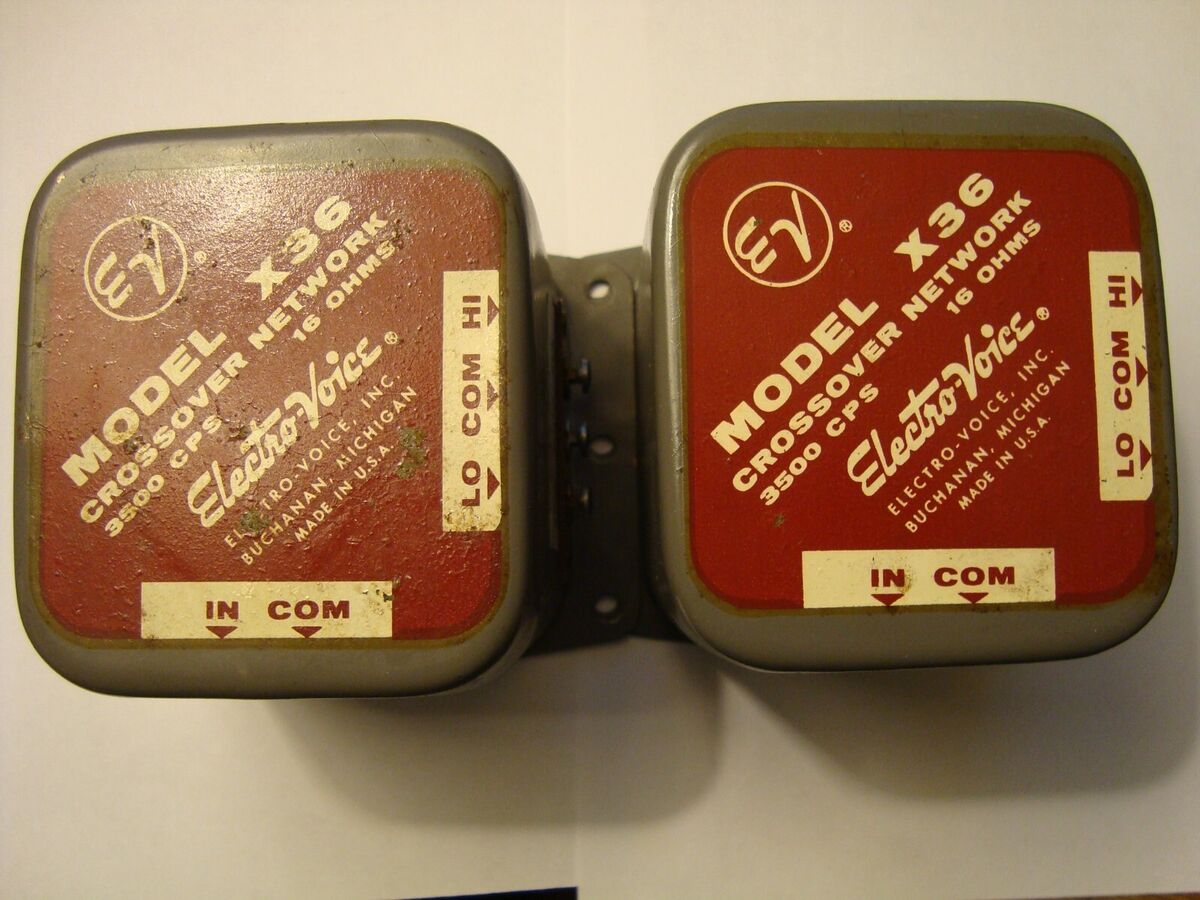 EV®
MODEL X36
CROSSOVER NETWORK
3500 CPS 16 OHMS
Electro-Voice®
ELECTRO-VOICE, INC.
BUCHANAN, MICHIGAN
MADE IN U.S.A.
LO COM HI
IN COM
EV®
MODEL X36
CROSSOVER NETWORK
3500 CPS 16 OHMS
Electro-Voice®
ELECTRO-VOICE, INC.
BUCHANAN, MICHIGAN
MADE IN U.S.A.
LO COM HI
IN COM